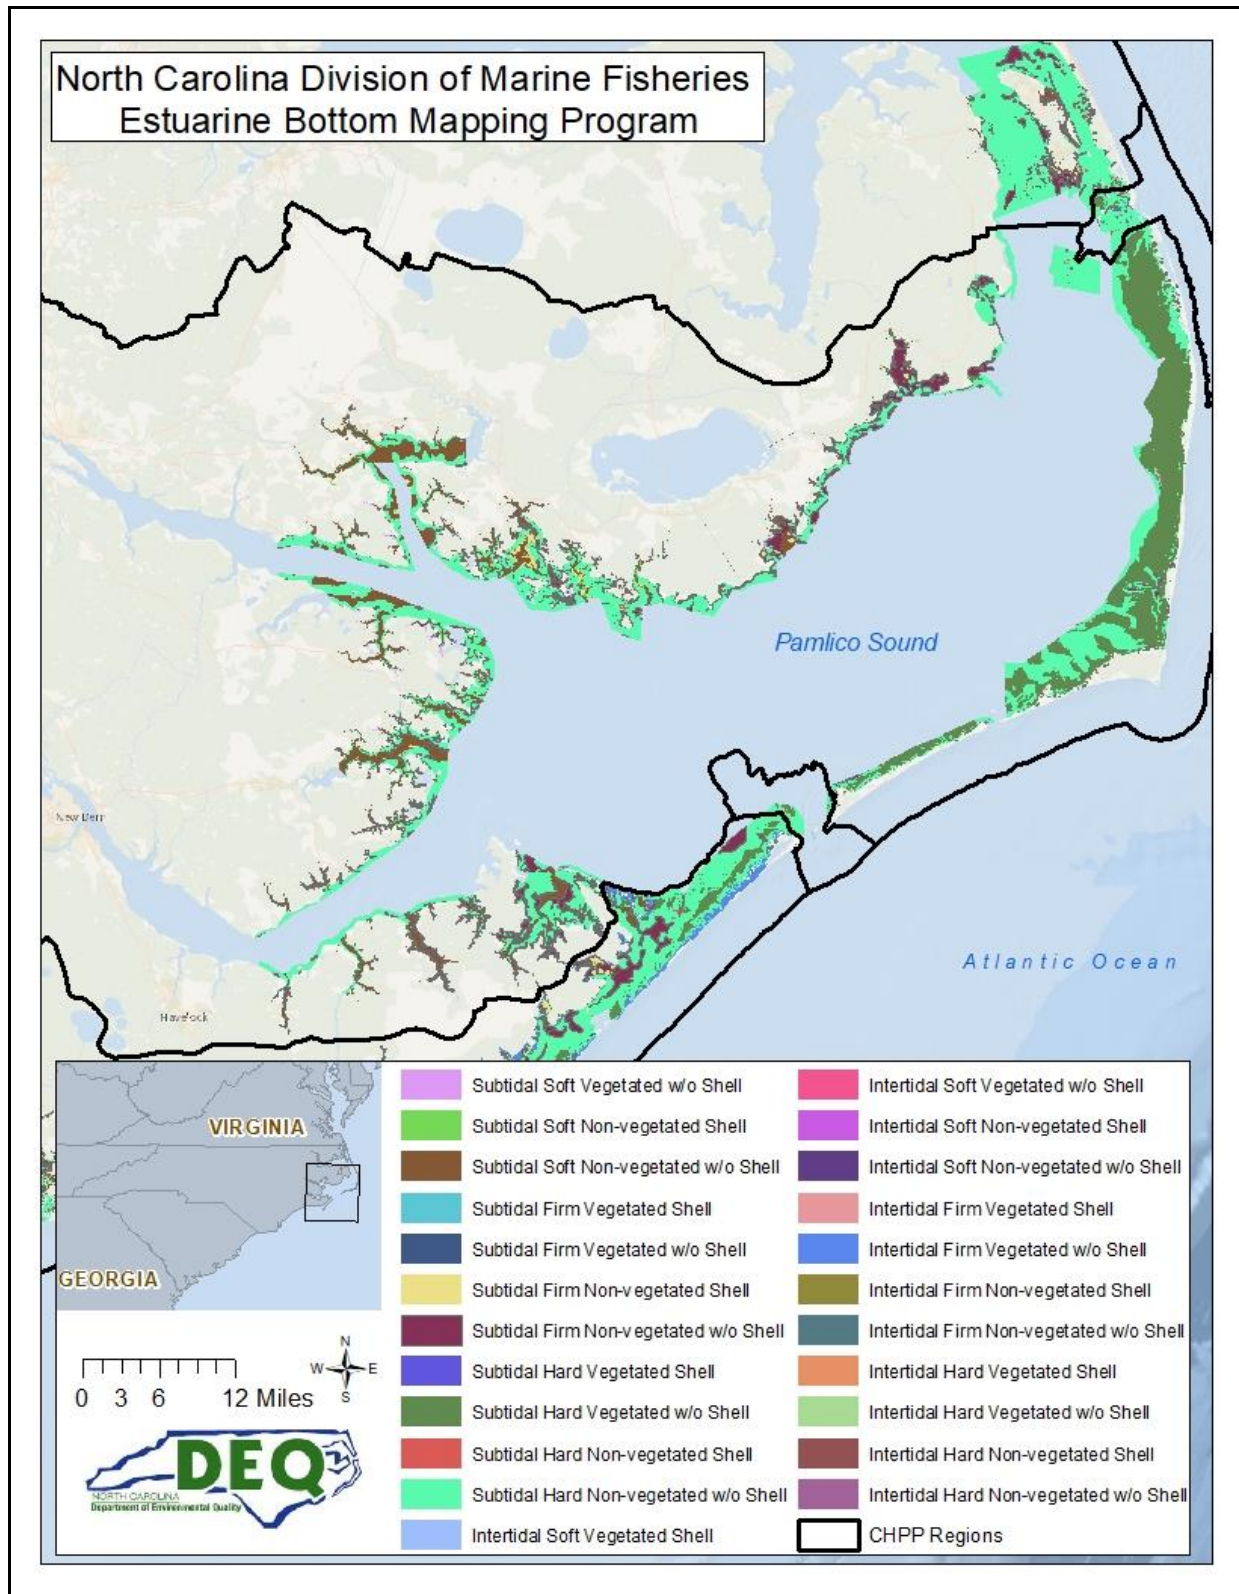 North Carolina Division of Marine Fisheries
Estuarine Bottom Mapping Program
Pamlico Sound
New Bern
Atlantic Ocean
Havelock
VIRGINIA
GEORGIA
N
W E
S
0 3 6 12 Miles
DEQ
NORTH CAROLINA
Department of Environmental Quality
Subtidal Soft Vegetated w/o Shell
Subtidal Soft Non-vegetated Shell
Subtidal Soft Non-vegetated w/o Shell
Subtidal Firm Vegetated Shell
Subtidal Firm Vegetated w/o Shell
Subtidal Firm Non-vegetated Shell
Subtidal Firm Non-vegetated w/o Shell
Subtidal Hard Vegetated Shell
Subtidal Hard Vegetated w/o Shell
Subtidal Hard Non-vegetated Shell
Subtidal Hard Non-vegetated w/o Shell
Intertidal Soft Vegetated Shell
Intertidal Soft Vegetated w/o Shell
Intertidal Soft Non-vegetated Shell
Intertidal Soft Non-vegetated w/o Shell
Intertidal Firm Vegetated Shell
Intertidal Firm Vegetated w/o Shell
Intertidal Firm Non-vegetated Shell
Intertidal Firm Non-vegetated w/o Shell
Intertidal Hard Vegetated Shell
Intertidal Hard Vegetated w/o Shell
Intertidal Hard Non-vegetated Shell
Intertidal Hard Non-vegetated w/o Shell
CHPP Regions